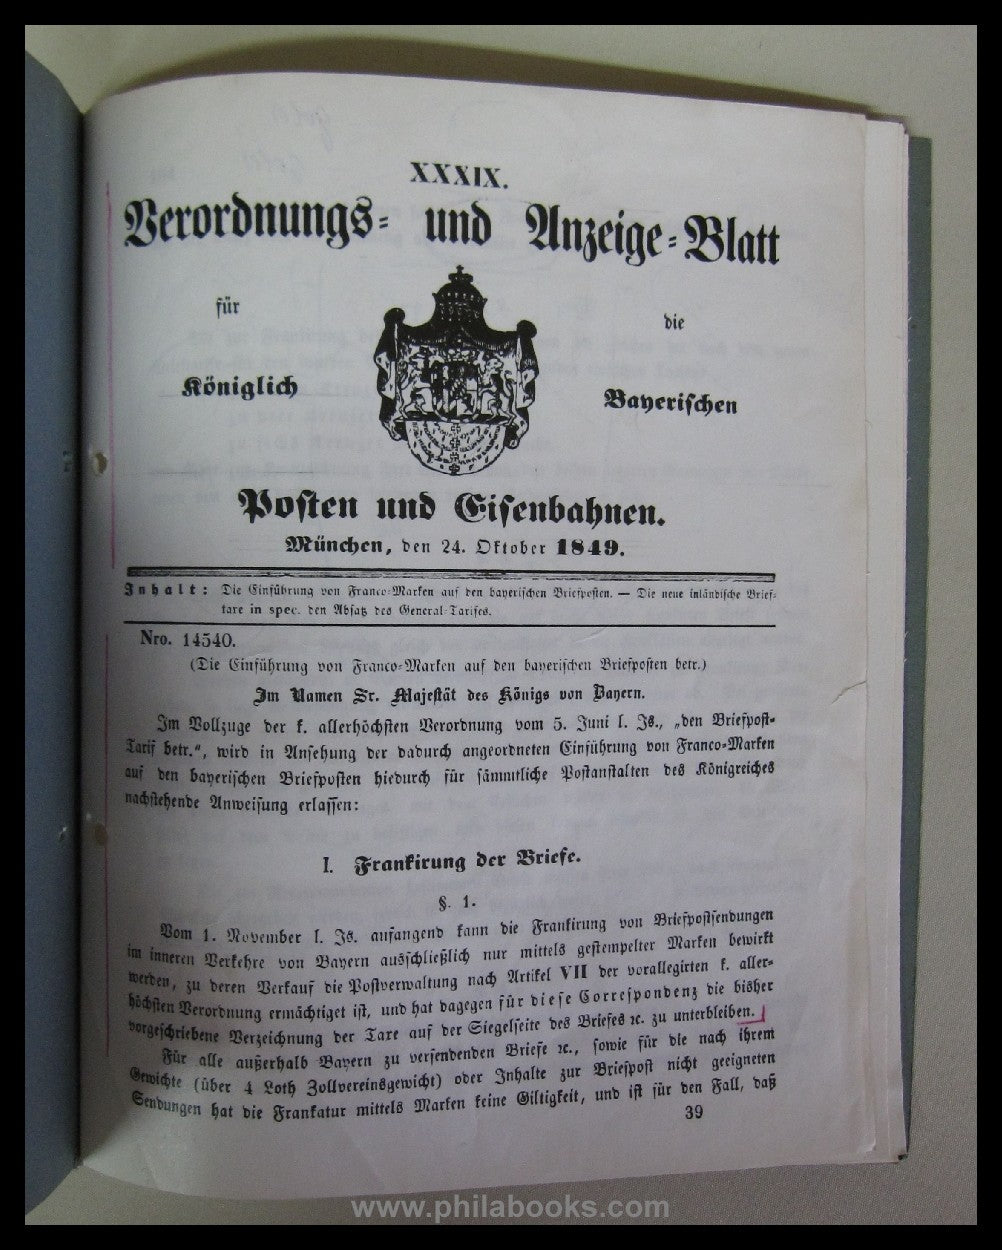 XXXIX.
Verordnungs- und Anzeige-Blatt
für die
Königlich Bayerischen
Posten und Eisenbahnen.
München, den 24. Oktober 1849.
Inhalt: Die Einführung von Franco-Marken auf den bayerischen Briefposten. — Die neue inländische Brief-
tare in spec. den Absatz des General-Tarifes.
Nro. 14540.
(Die Einführung von Franco-Marken auf den bayerischen Briefposten betr.)
Im Namen Sr. Majestät des Königs von Bayern.
Im Vollzuge der k. allerhöchsten Verordnung vom 5. Juni l. Js., „den Briefpost-
Tarif betr.“, wird in Ansehung der dadurch angeordneten Einführung von Franco-Marken
auf den bayerischen Briefposten hiedurch für sämmtliche Postanstalten des Königreiches
nachstehende Anweisung erlassen:
I. Frankirung der Briefe.
§. 1.
Vom 1. November l. Js. anfangend kann die Frankirung von Briefpostsendungen
im inneren Verkehre von Bayern ausschließlich nur mittels gestempelter Marken bewirkt
werden, zu deren Verkauf die Postverwaltung nach Artikel VII der vorallegirten k. aller-
höchsten Verordnung ermächtiget ist, und hat dagegen für diese Correspondenz die bisher
vorgeschriebene Verzeichnung der Taxe auf der Siegelseite des Briefes ꝛc. zu unterbleiben.
Für alle außerhalb Bayern zu versendenden Briefe ꝛc., sowie für die nach ihrem
Gewichte (über 4 Loth Zollvereinsgewicht) oder Inhalte zur Briefpost nicht geeigneten
Sendungen hat die Frankatur mittels Marken keine Giltigkeit, und ist für den Fall, daß
39
www.philabooks.com